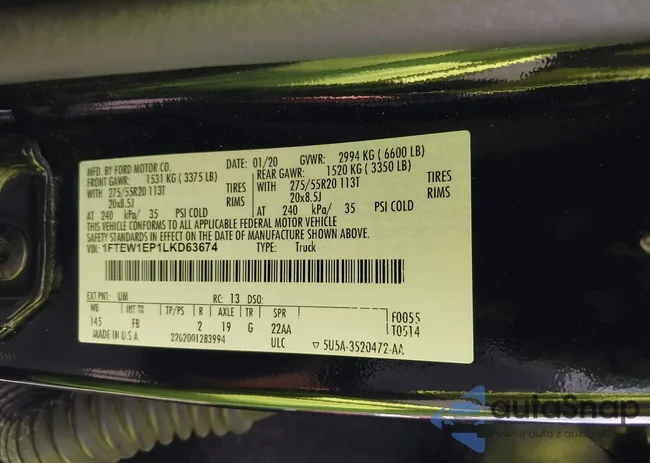 MFD. BY FORD MOTOR CO.
DATE: 01/20 GVWR: 2994 KG ( 6600 LB)
FRONT GAWR: 1531 KG ( 3375 LB) REAR GAWR: 1520 KG ( 3350 LB)
WITH 275/55R20 113T TIRES WITH 275/55R20 113T TIRES
20x8.5J RIMS 20x8.5J RIMS
AT 240 kPa/ 35 PSI COLD AT 240 kPa/ 35 PSI COLD
THIS VEHICLE CONFORMS TO ALL APPLICABLE FEDERAL MOTOR VEHICLE
SAFETY STANDARDS IN EFFECT ON THE DATE OF MANUFACTURE SHOWN ABOVE.
VIN: 1FTEW1EP1LKD63674 TYPE: Truck
EXT PNT: UM RC: 13 DSO:
WB INT TR TP/PS R AXLE TR SPR
145 FB 2 19 G 22AA F0055
T0514
MADE IN U.S.A. 22G2001283994 ULC ▽ 5U5A-3520472-AA
autoSnap